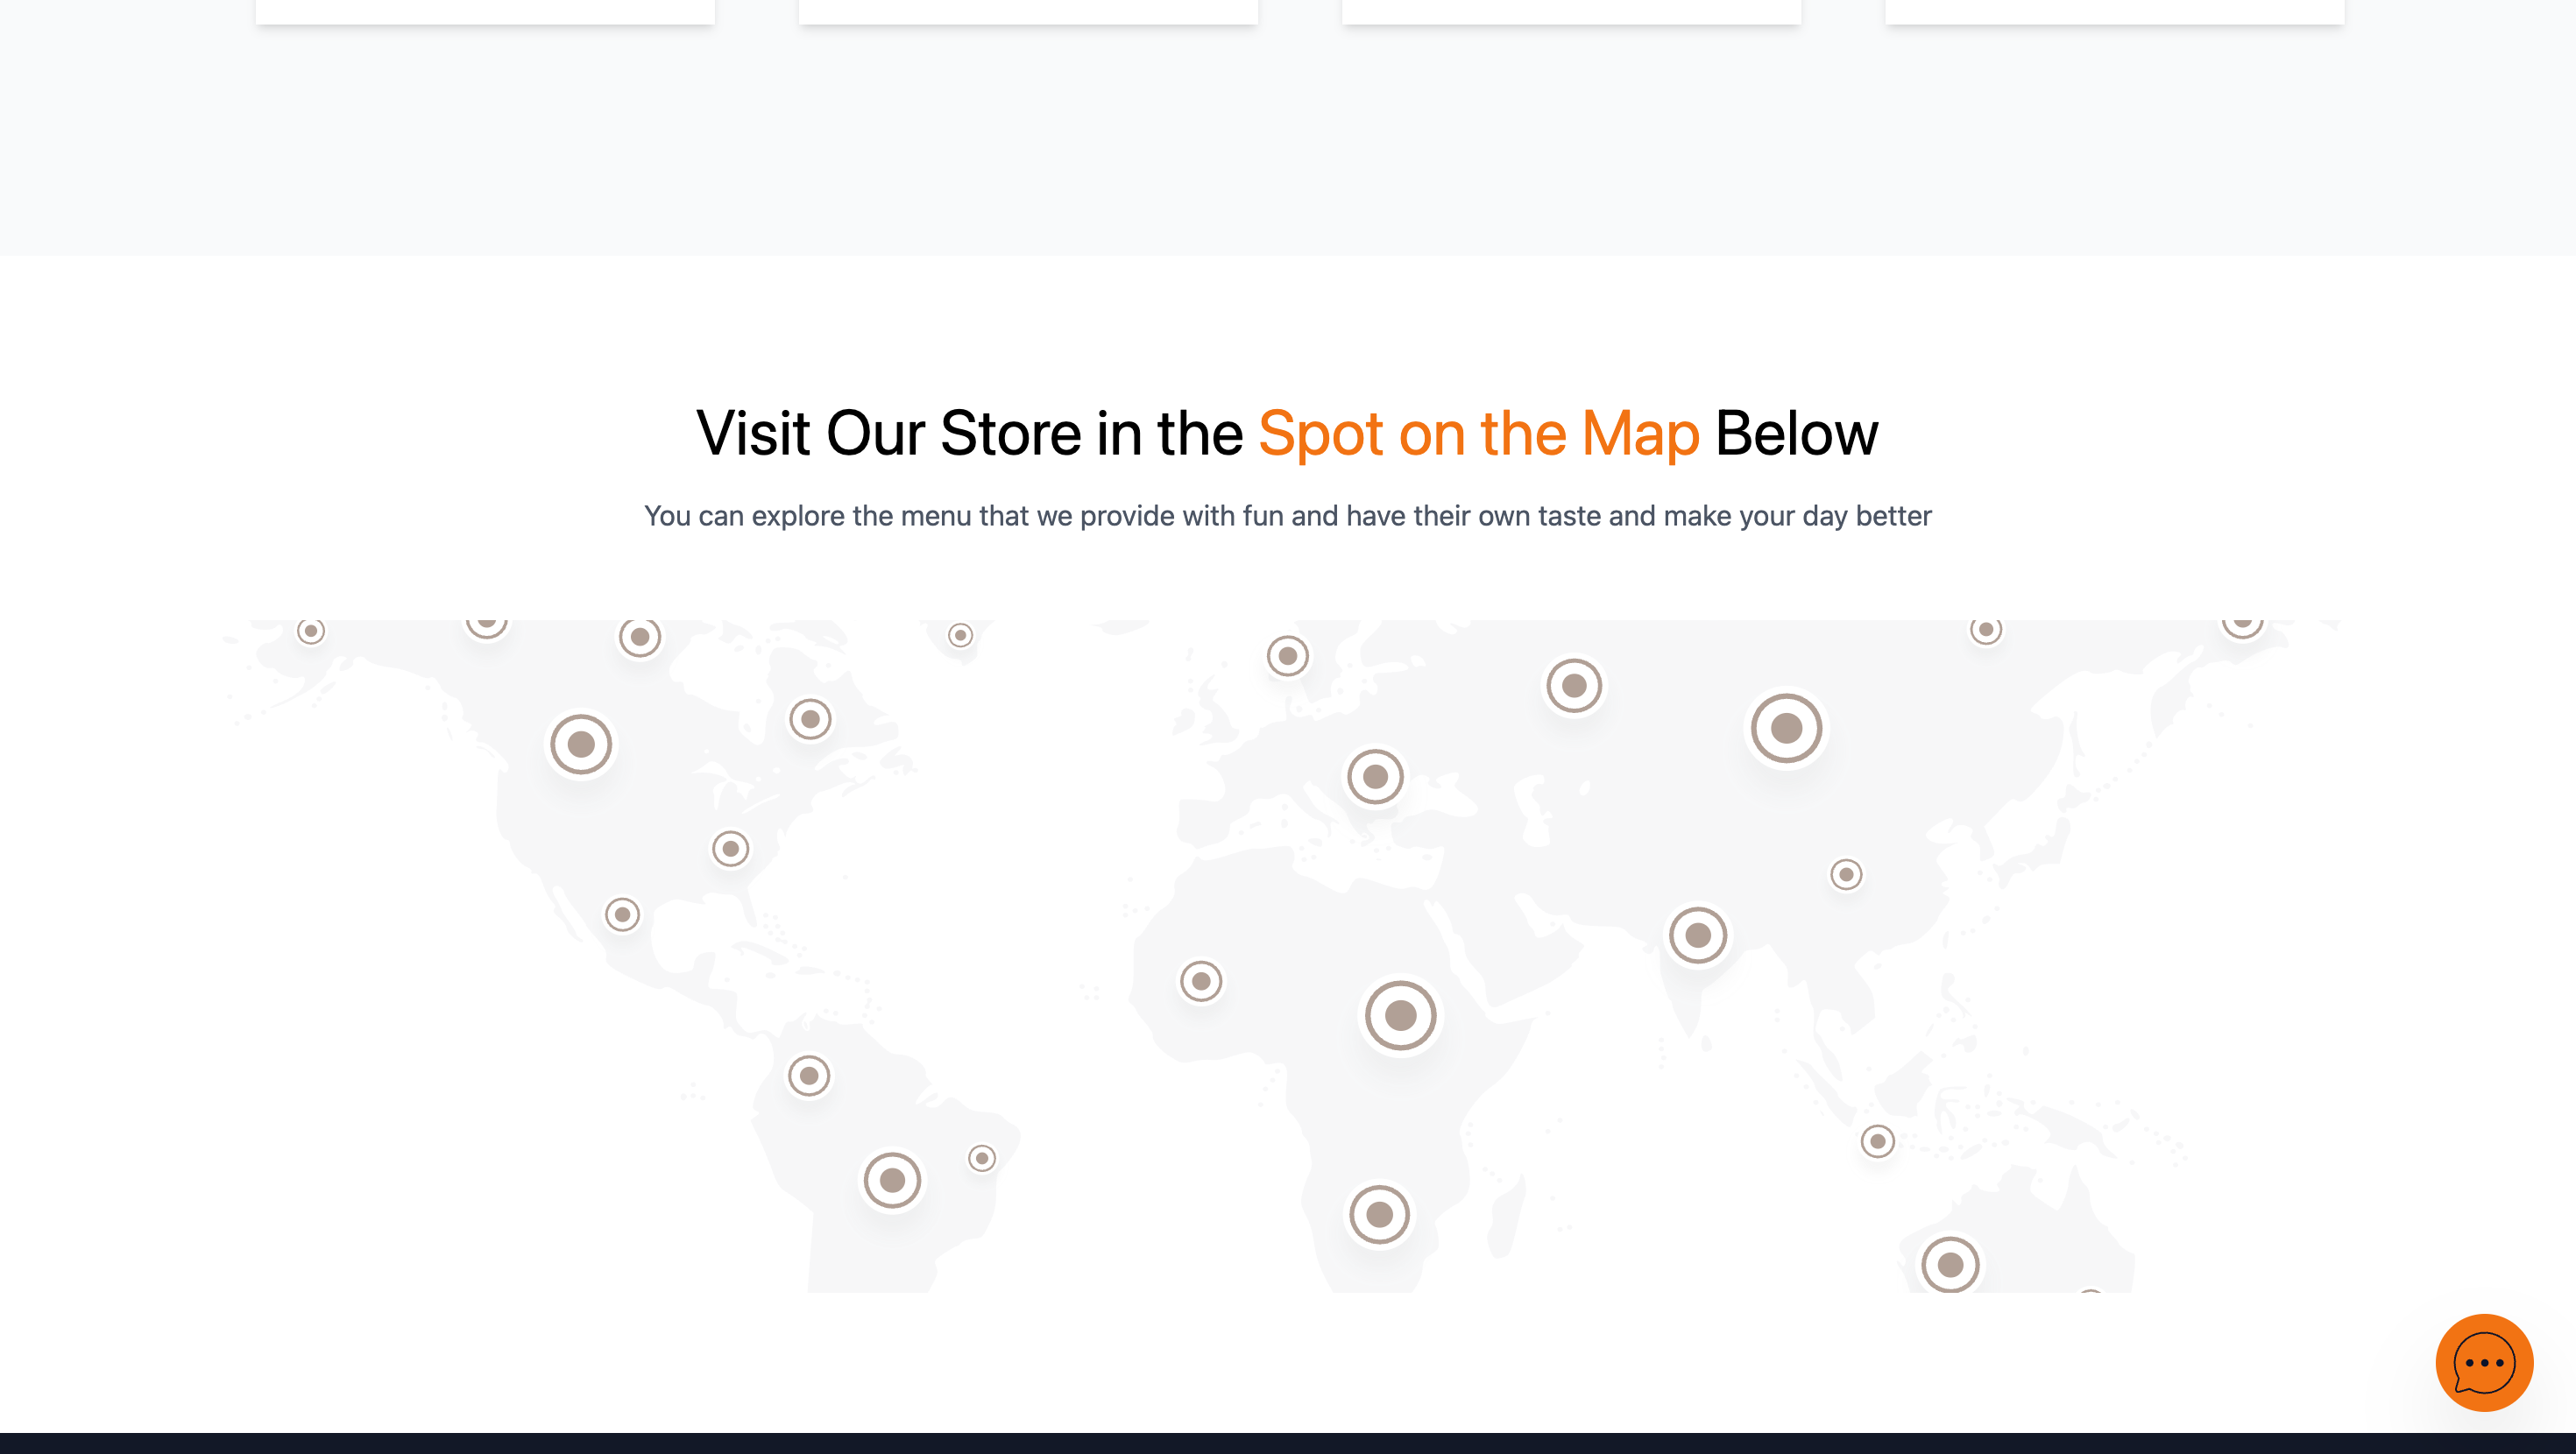 Visit Our Store in the Spot on the Map Below
You can explore the menu that we provide with fun and have their own taste and make your day better